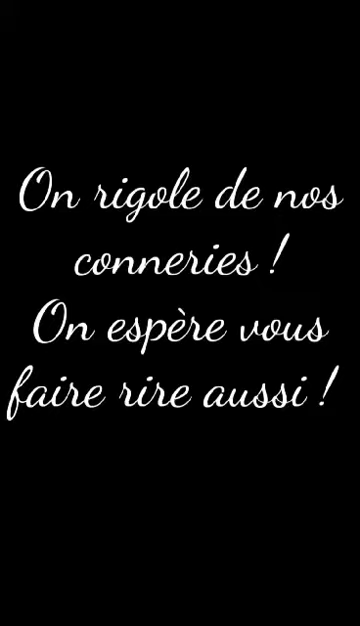 On rigole de nos
conneries !
On espère vous
faire rire aussi !